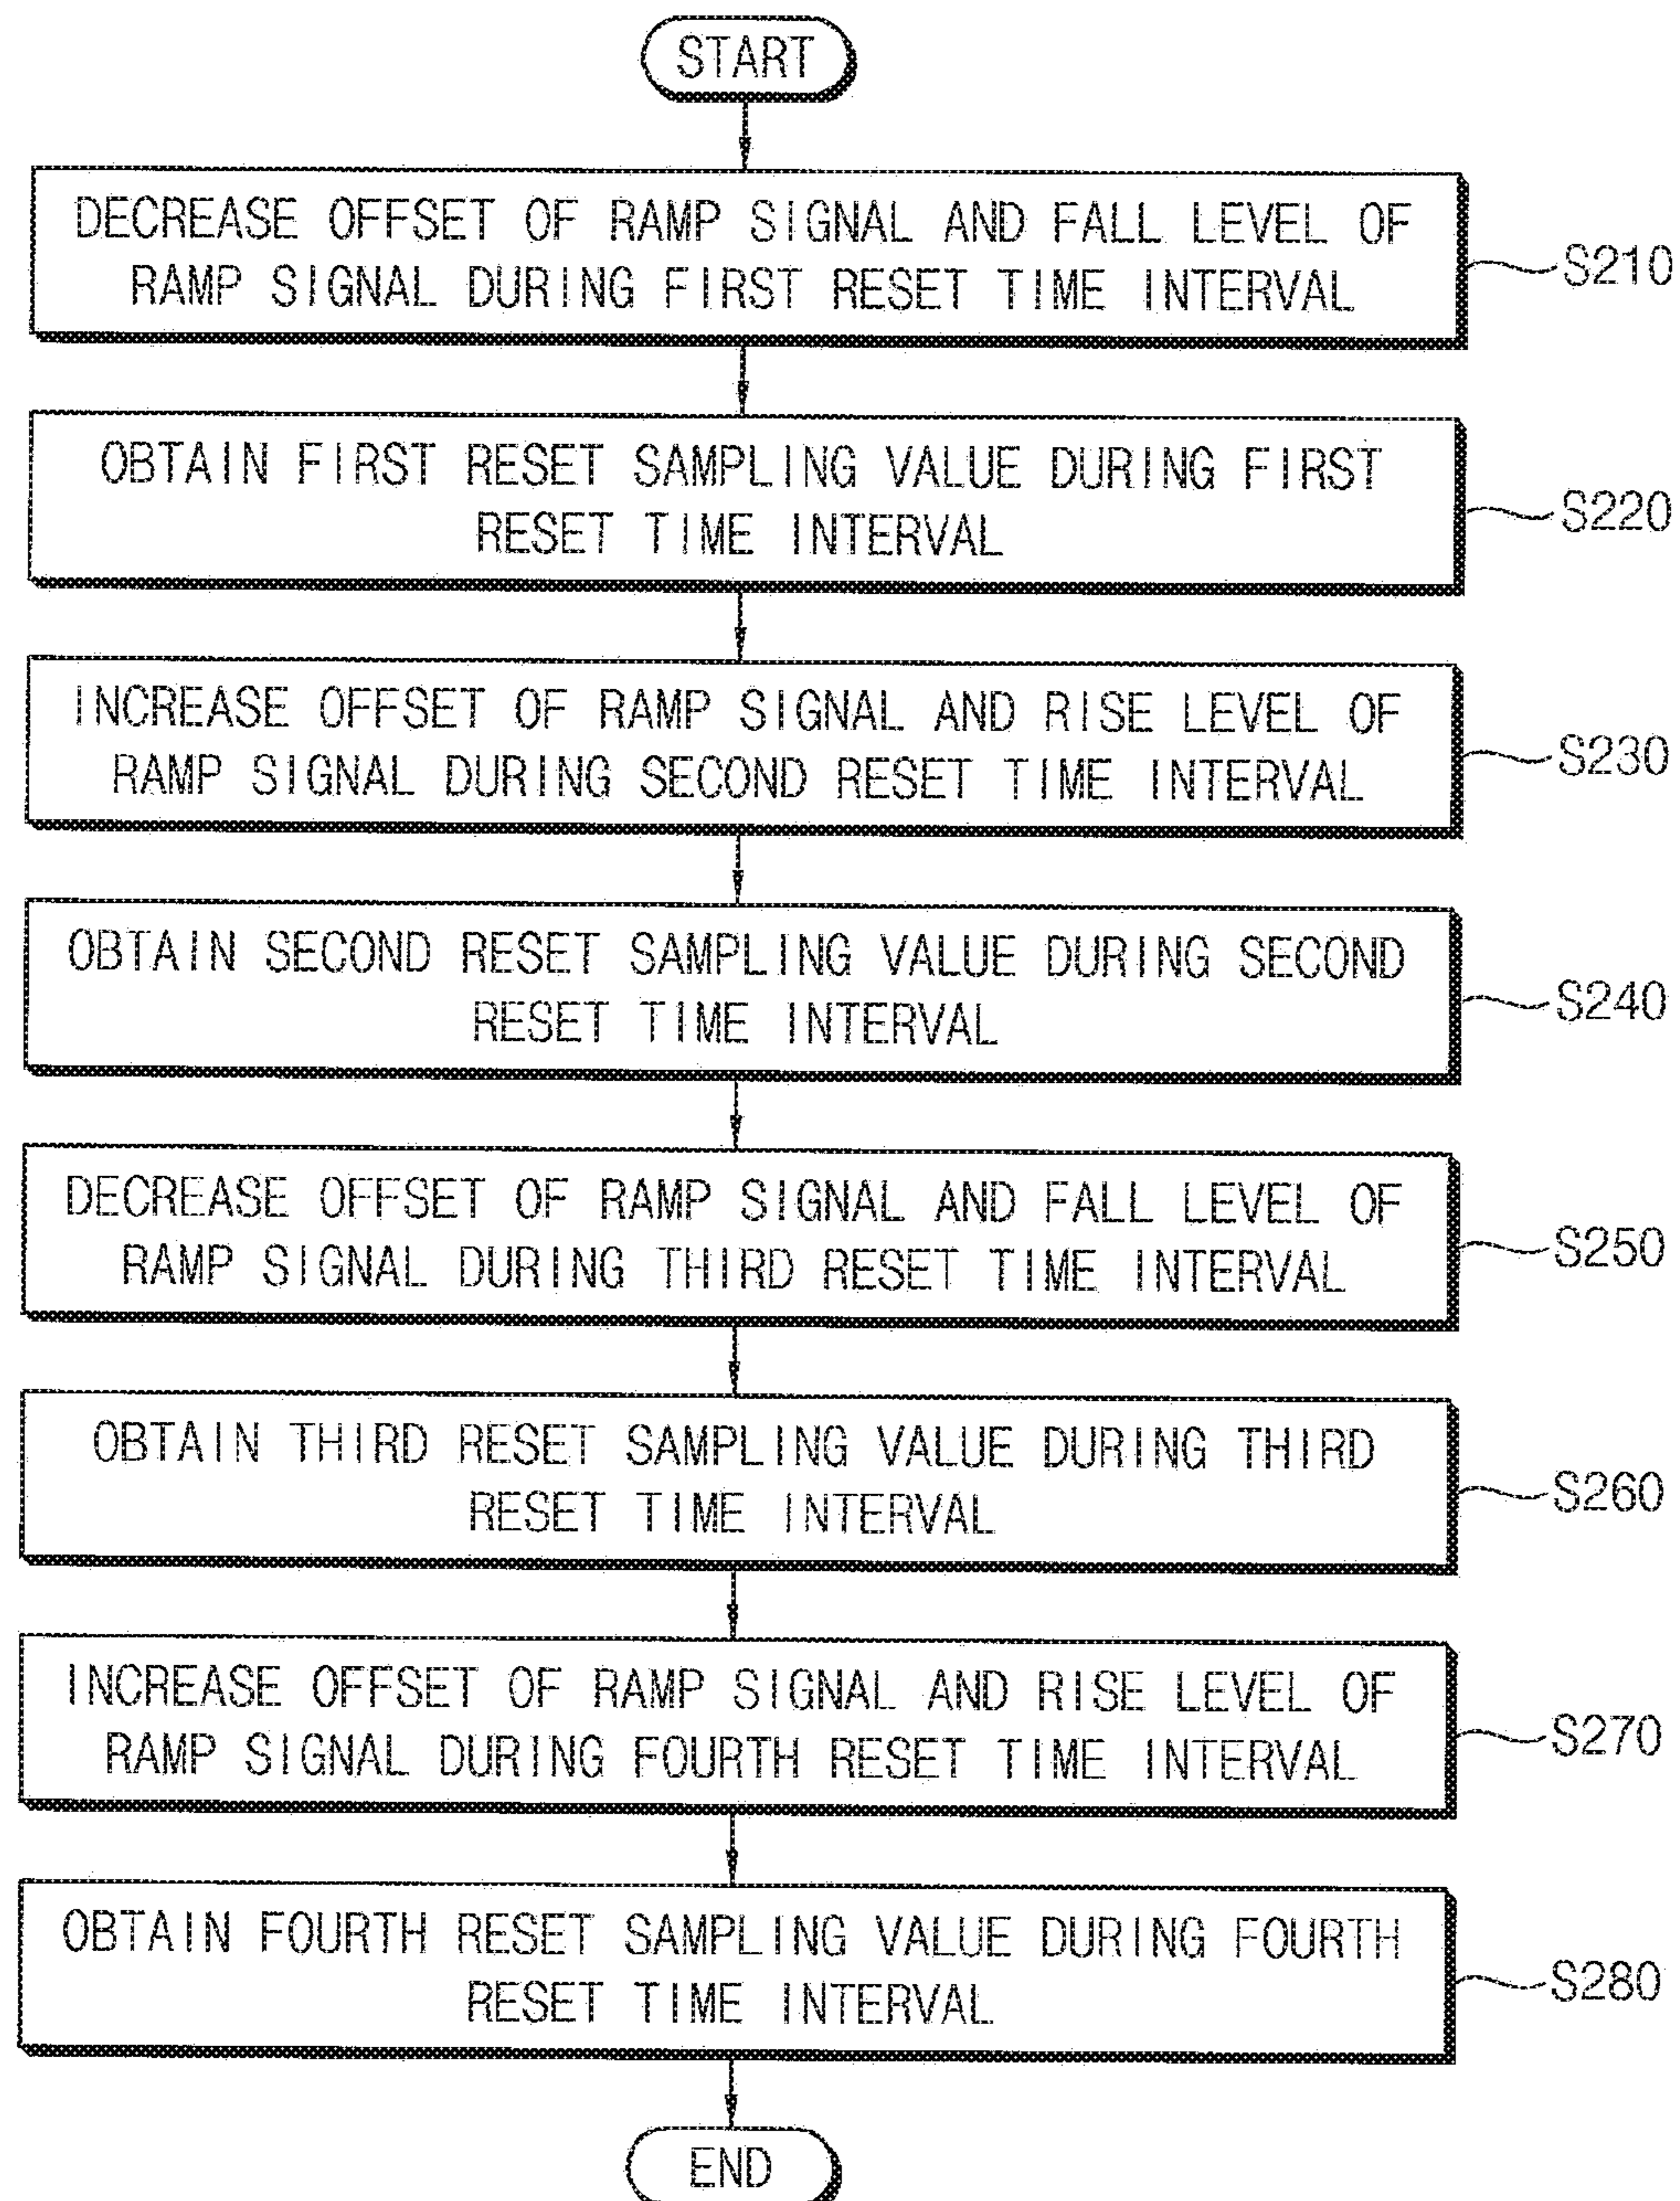 START
DECREASE OFFSET OF RAMP SIGNAL AND FALL LEVEL OF
RAMP SIGNAL DURING FIRST RESET TIME INTERVAL
S210
OBTAIN FIRST RESET SAMPLING VALUE DURING FIRST
RESET TIME INTERVAL
S220
INCREASE OFFSET OF RAMP SIGNAL AND RISE LEVEL OF
RAMP SIGNAL DURING SECOND RESET TIME INTERVAL
S230
OBTAIN SECOND RESET SAMPLING VALUE DURING SECOND
RESET TIME INTERVAL
S240
DECREASE OFFSET OF RAMP SIGNAL AND FALL LEVEL OF
RAMP SIGNAL DURING THIRD RESET TIME INTERVAL
S250
OBTAIN THIRD RESET SAMPLING VALUE DURING THIRD
RESET TIME INTERVAL
S260
INCREASE OFFSET OF RAMP SIGNAL AND RISE LEVEL OF
RAMP SIGNAL DURING FOURTH RESET TIME INTERVAL
S270
OBTAIN FOURTH RESET SAMPLING VALUE DURING FOURTH
RESET TIME INTERVAL
S280
END